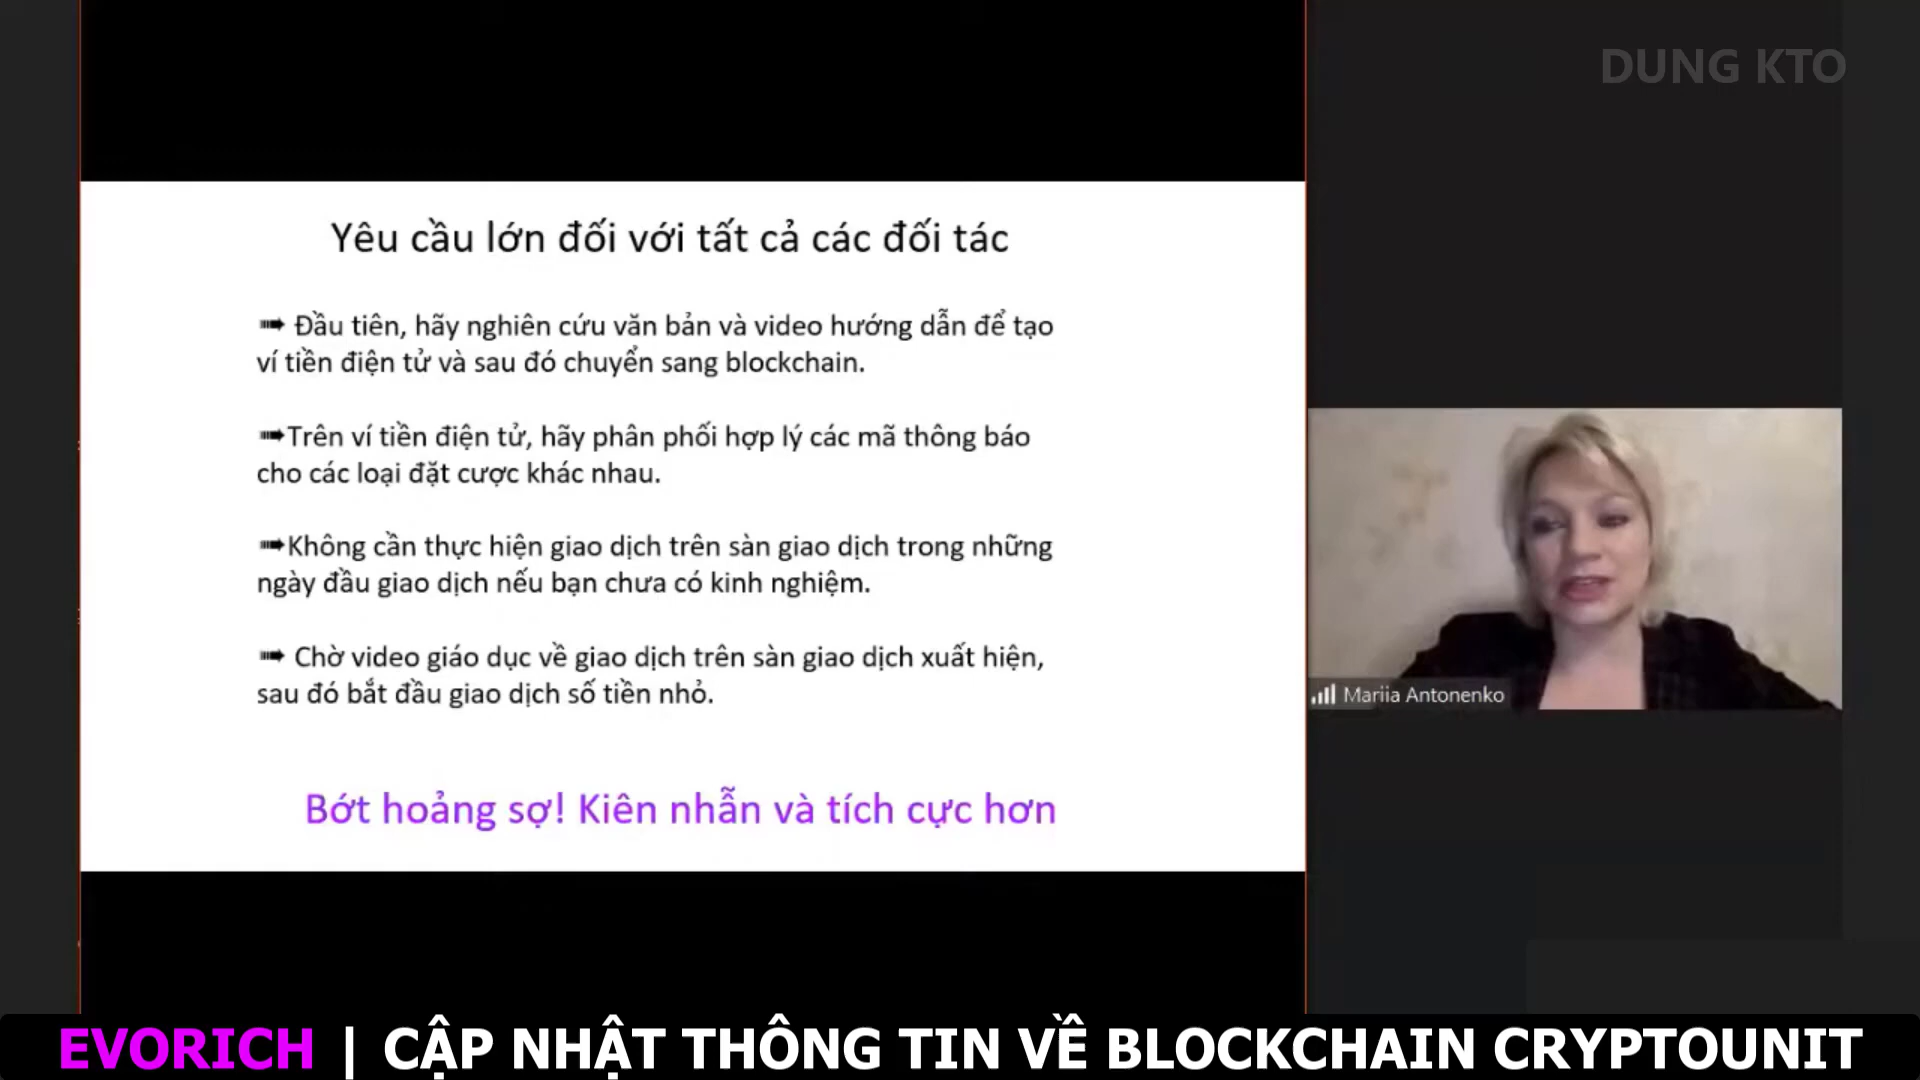 DUNG KTO
Yêu cầu lớn đối với tất cả các đối tác
➠ Đầu tiên, hãy nghiên cứu văn bản và video hướng dẫn để tạo
ví tiền điện tử và sau đó chuyển sang blockchain.
➠Trên ví tiền điện tử, hãy phân phối hợp lý các mã thông báo
cho các loại đặt cược khác nhau.
➠Không cần thực hiện giao dịch trên sàn giao dịch trong những
ngày đầu giao dịch nếu bạn chưa có kinh nghiệm.
➠ Chờ video giáo dục về giao dịch trên sàn giao dịch xuất hiện,
sau đó bắt đầu giao dịch số tiền nhỏ.
Bớt hoảng sợ! Kiên nhẫn và tích cực hơn
Mariia Antonenko
EVORICH | CẬP NHẬT THÔNG TIN VỀ BLOCKCHAIN CRYPTOUNIT